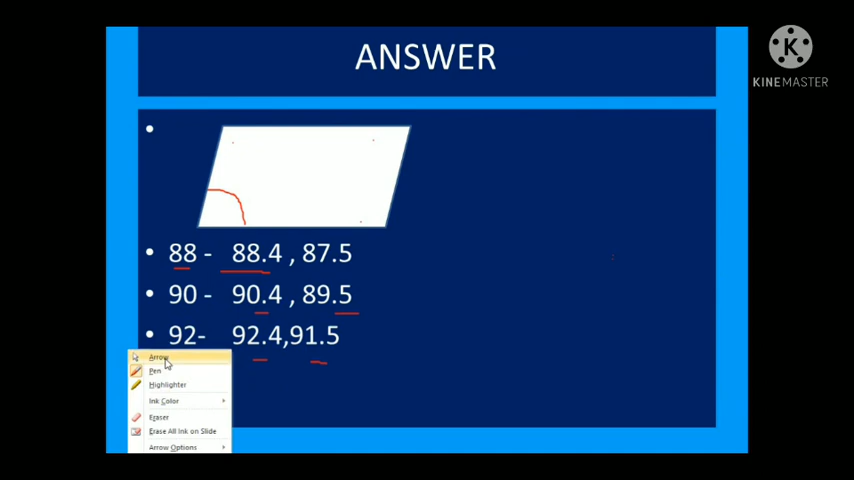 ANSWER
K
KINEMASTER
88 - 88.4 , 87.5
90 - 90.4 , 89.5
92- 92.4,91.5
Arrow
Pen
Highlighter
Ink Color
Eraser
Erase All Ink on Slide
Arrow Options